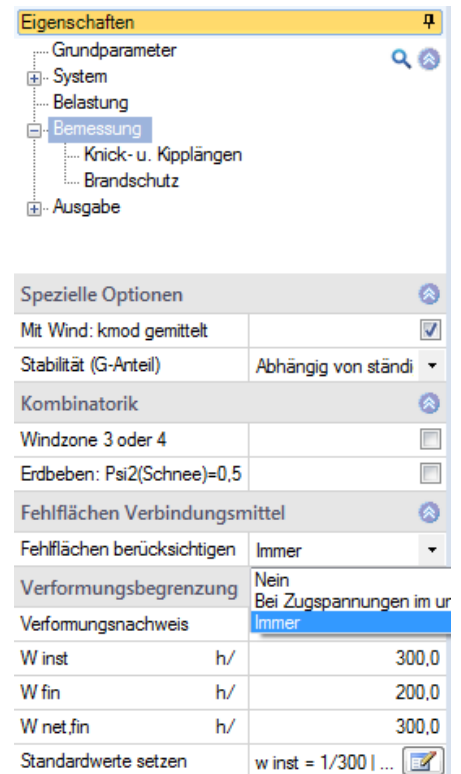 Eigenschaften
Grundparameter
System
Belastung
Bemessung
Knick- u. Kipplängen
Brandschutz
Ausgabe
Spezielle Optionen
Mit Wind: kmod gemittelt
Stabilität (G-Anteil) Abhängig von ständi
Kombinatorik
Windzone 3 oder 4
Erdbeben: Psi2(Schnee)=0,5
Fehlflächen Verbindungsmittel
Fehlflächen berücksichtigen Immer
Verformungsbegrenzung Nein
Bei Zugspannungen im un
Verformungsnachweis Immer
W inst h/ 300,0
W fin h/ 200,0
W net,fin h/ 300,0
Standardwerte setzen w inst = 1/300 | ...